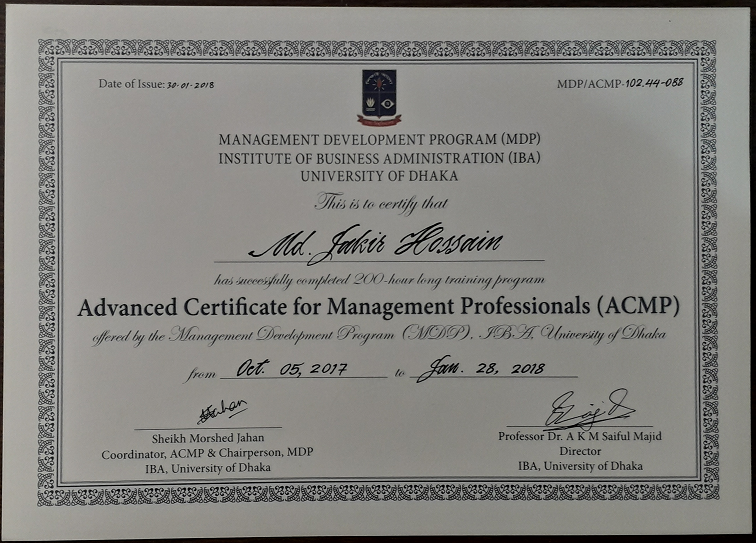 Date of Issue: 30-01-2018
MDP/ACMP-102.44-088
MANAGEMENT DEVELOPMENT PROGRAM (MDP)
INSTITUTE OF BUSINESS ADMINISTRATION (IBA)
UNIVERSITY OF DHAKA
This is to certify that
Md. Jakir Hossain
has successfully completed 200-hour long training program
Advanced Certificate for Management Professionals (ACMP)
offered by the Management Development Program (MDP), IBA, University of Dhaka
from Oct. 05, 2017 to Jan. 28, 2018
Sheikh Morshed Jahan
Coordinator, ACMP & Chairperson, MDP
IBA, University of Dhaka
Professor Dr. A K M Saiful Majid
Director
IBA, University of Dhaka